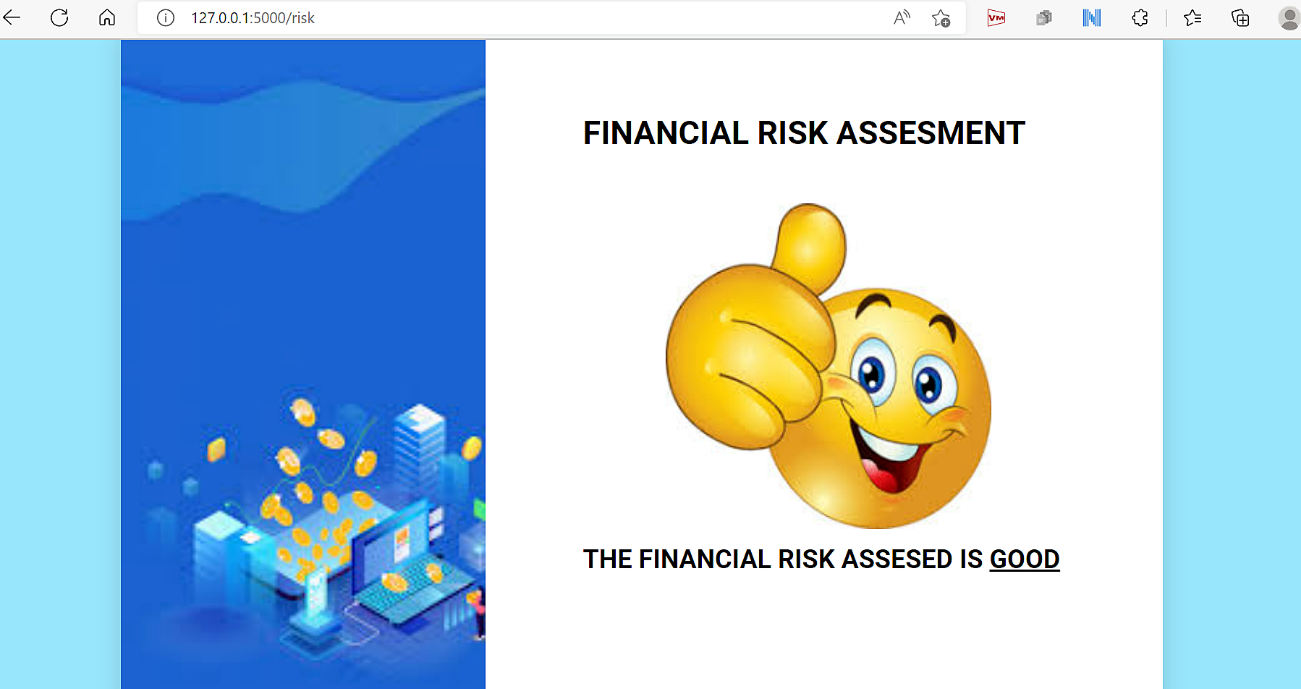 127.0.0.1:5000/risk
FINANCIAL RISK ASSESMENT
THE FINANCIAL RISK ASSESED IS GOOD